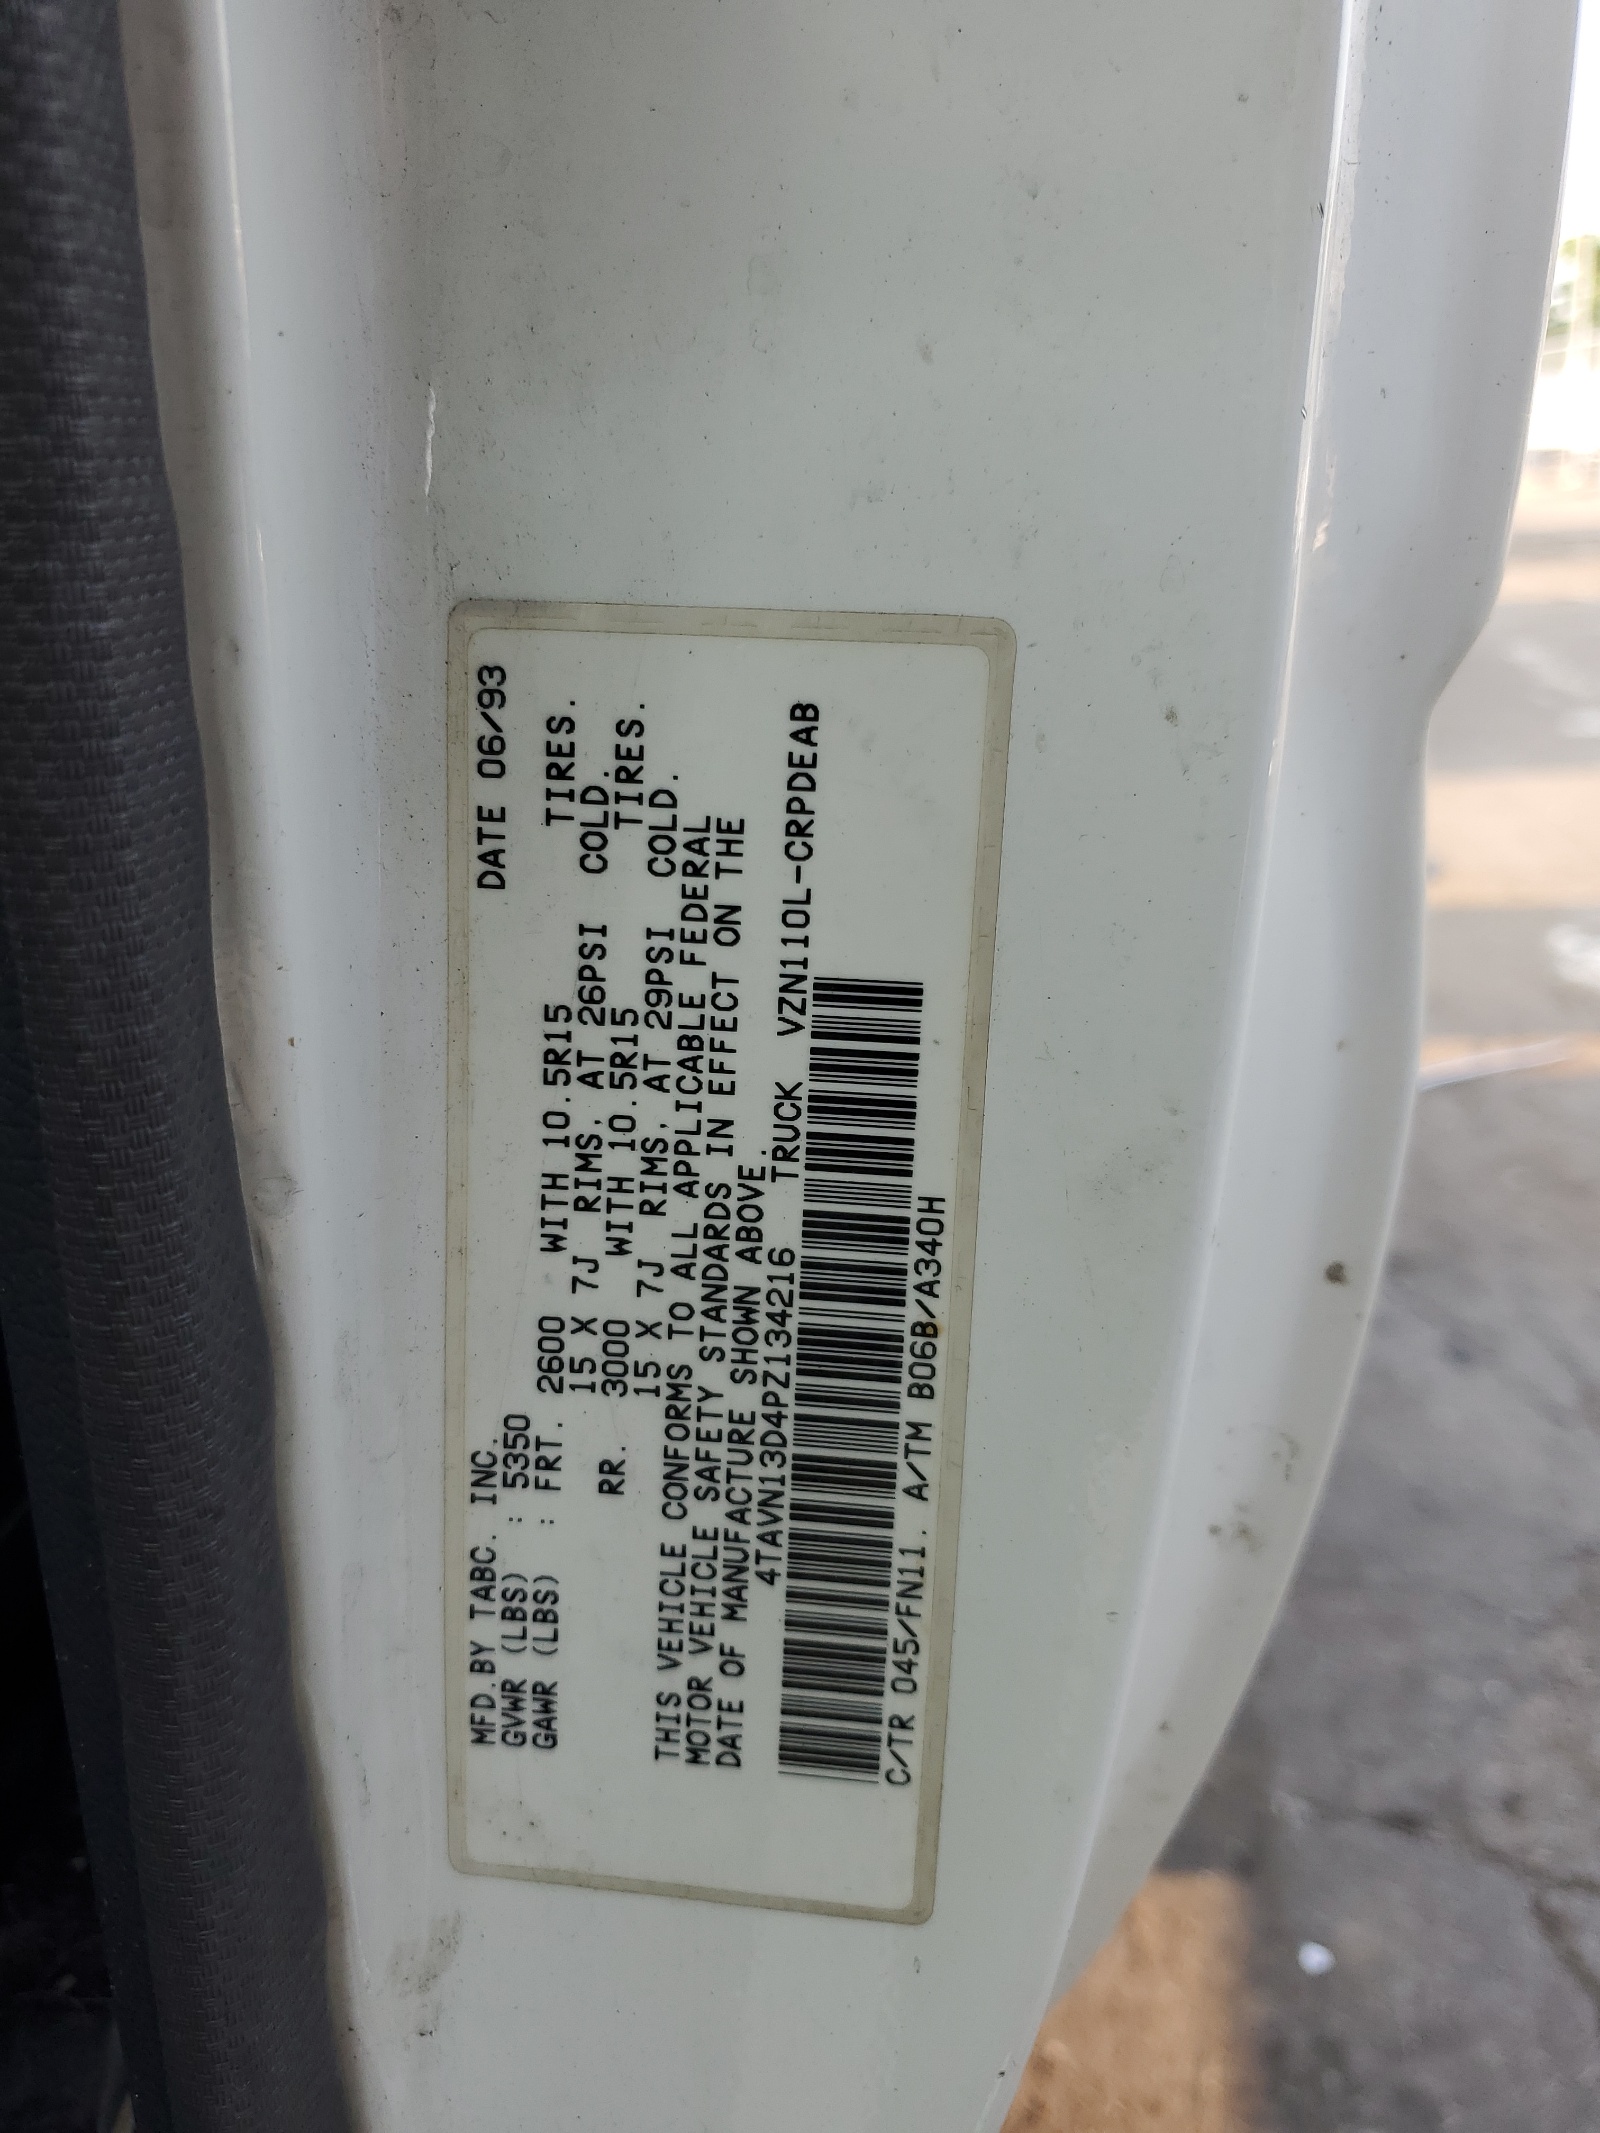 MFD.BY TABC. INC. DATE 06/93
GVWR (LBS) : 5350
GAWR (LBS) : FRT. 2600 WITH 10.5R15 TIRES.
15 X 7J RIMS, AT 26PSI COLD.
RR. 3000 WITH 10.5R15 TIRES.
15 X 7J RIMS, AT 29PSI COLD.
THIS VEHICLE CONFORMS TO ALL APPLICABLE FEDERAL
MOTOR VEHICLE SAFETY STANDARDS IN EFFECT ON THE
DATE OF MANUFACTURE SHOWN ABOVE.
4TAVN13D4PZ134216 TRUCK VZN110L-CRPDEAB
C/TR 045/FN11. A/TM B06B/A340H